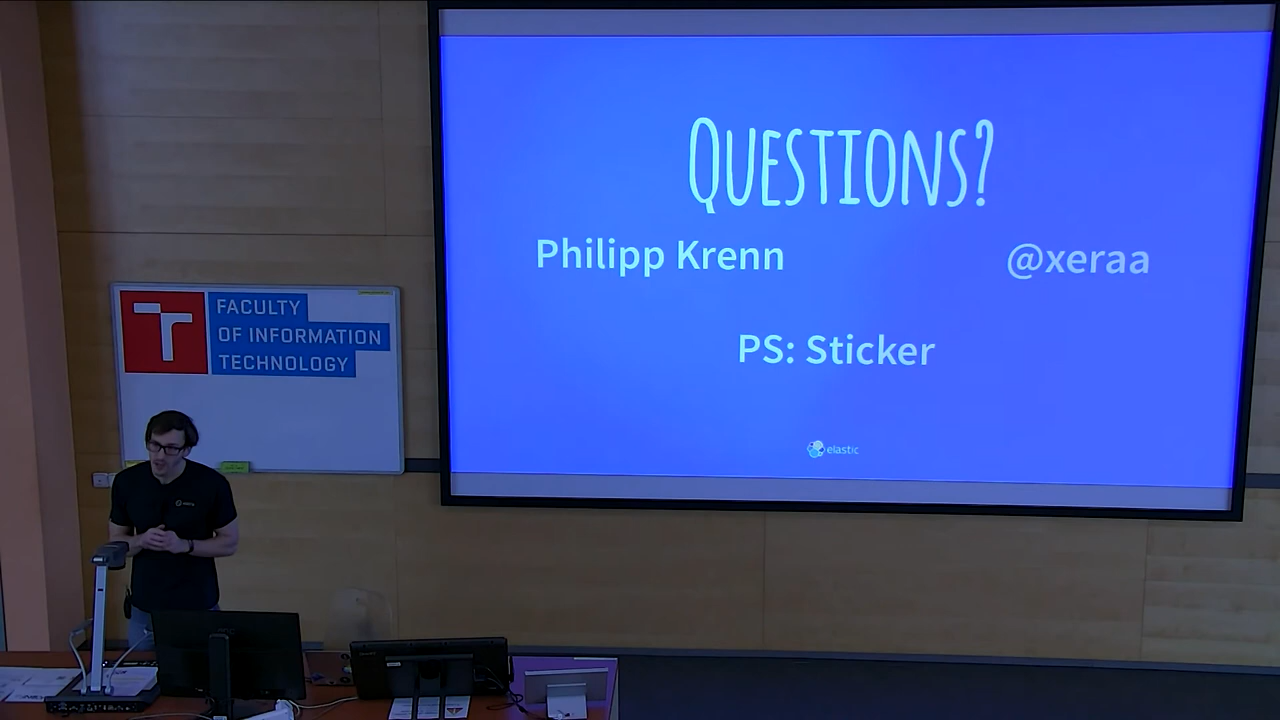 QUESTIONS?
Philipp Krenn
@xeraa
PS: Sticker
elastic
FACULTY
OF INFORMATION
TECHNOLOGY